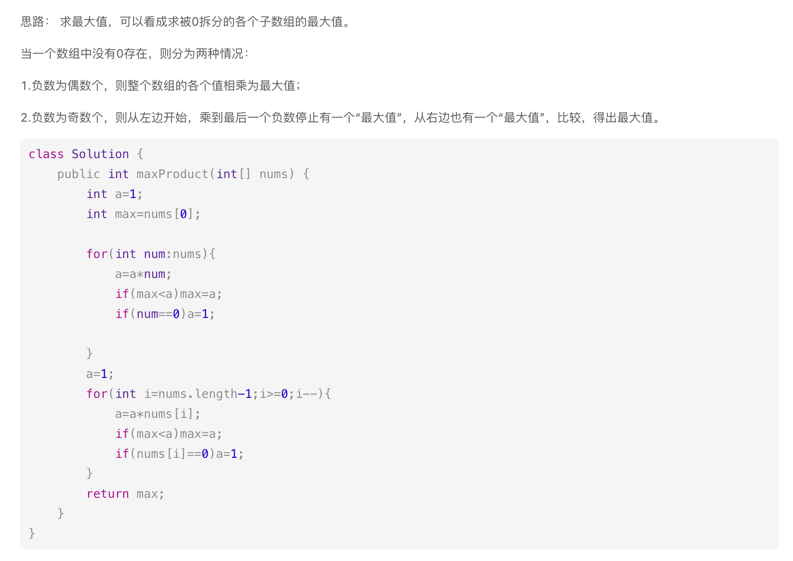 思路： 求最大值，可以看成求被0拆分的各个子数组的最大值。
当一个数组中没有0存在，则分为两种情况：
1.负数为偶数个，则整个数组的各个值相乘为最大值；
2.负数为奇数个，则从左边开始，乘到最后一个负数停止有一个“最大值”，从右边也有一个“最大值”，比较，得出最大值。
class Solution {
    public int maxProduct(int[] nums) {
        int a=1;
        int max=nums[0];

        for(int num:nums){
            a=a*num;
            if(max<a)max=a;
            if(num==0)a=1;

        }
        a=1;
        for(int i=nums.length-1;i>=0;i--){
            a=a*nums[i];
            if(max<a)max=a;
            if(nums[i]==0)a=1;
        }
        return max;
    }
}